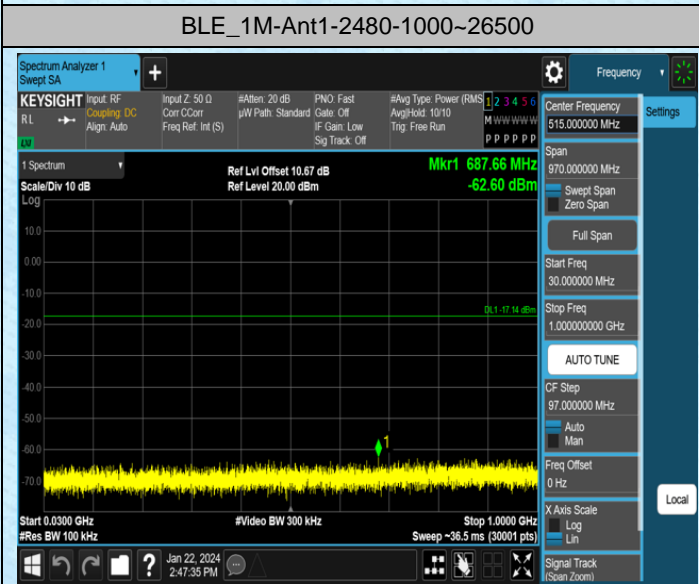 BLE_1M-Ant1-2480-1000~26500
Spectrum Analyzer 1
Swept SA
+
Frequency
KEYSIGHT
RL
Input: RF
Coupling: DC
Align: Auto
Input Z: 50 Ω
Corr CCorr
Freq Ref: Int (S)
#Atten: 20 dB
µW Path: Standard
PNO: Fast
Gate: Off
IF Gain: Low
Sig Track: Off
#Avg Type: Power (RMS
Avg|Hold: 10/10
Trig: Free Run
1 2 3 4 5 6
M W W W W W
P P P P P P
LXI
1 Spectrum
Scale/Div 10 dB
Log
Ref Lvl Offset 10.67 dB
Ref Level 20.00 dBm
Mkr1 687.66 MHz
-62.60 dBm
10.0
0.00
-10.0
DL1 -17.14 dBm
-20.0
-30.0
-40.0
-50.0
1
-60.0
-70.0
Start 0.0300 GHz
#Res BW 100 kHz
#Video BW 300 kHz
Stop 1.0000 GHz
Sweep ~36.5 ms (30001 pts)
?
Jan 22, 2024
2:47:35 PM
Center Frequency
515.000000 MHz
Settings
Span
970.000000 MHz
Swept Span
Zero Span
Full Span
Start Freq
30.000000 MHz
Stop Freq
1.000000000 GHz
AUTO TUNE
CF Step
97.000000 MHz
Auto
Man
Freq Offset
0 Hz
X Axis Scale
Log
Lin
Local
Signal Track
(Span Zoom)